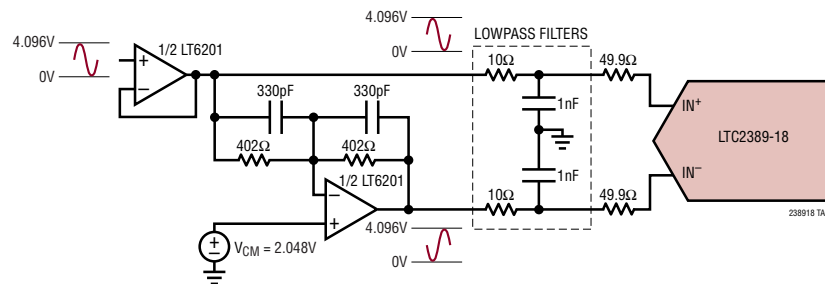 4.096V
0V
1/2 LT6201
4.096V
0V
LOWPASS FILTERS
10Ω
49.9Ω
330pF
330pF
1nF
IN+
LTC2389-18
402Ω
402Ω
1/2 LT6201
1nF
IN–
10Ω
49.9Ω
238918 TA
VCM = 2.048V
4.096V
0V